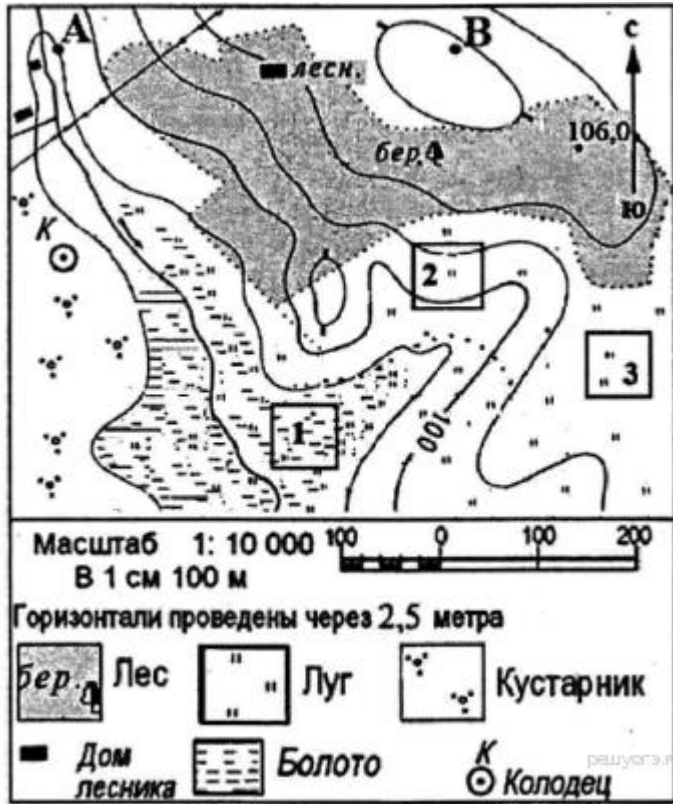 А
В
с
лесн.
106,0
бер.
ю
К
2
3
1
100
Масштаб 1: 10 000
В 1 см 100 м
100 0 100 200
Горизонтали проведены через 2,5 метра
бер.
Лес
Луг
Кустарник
Дом
лесника
Болото
К
Колодец